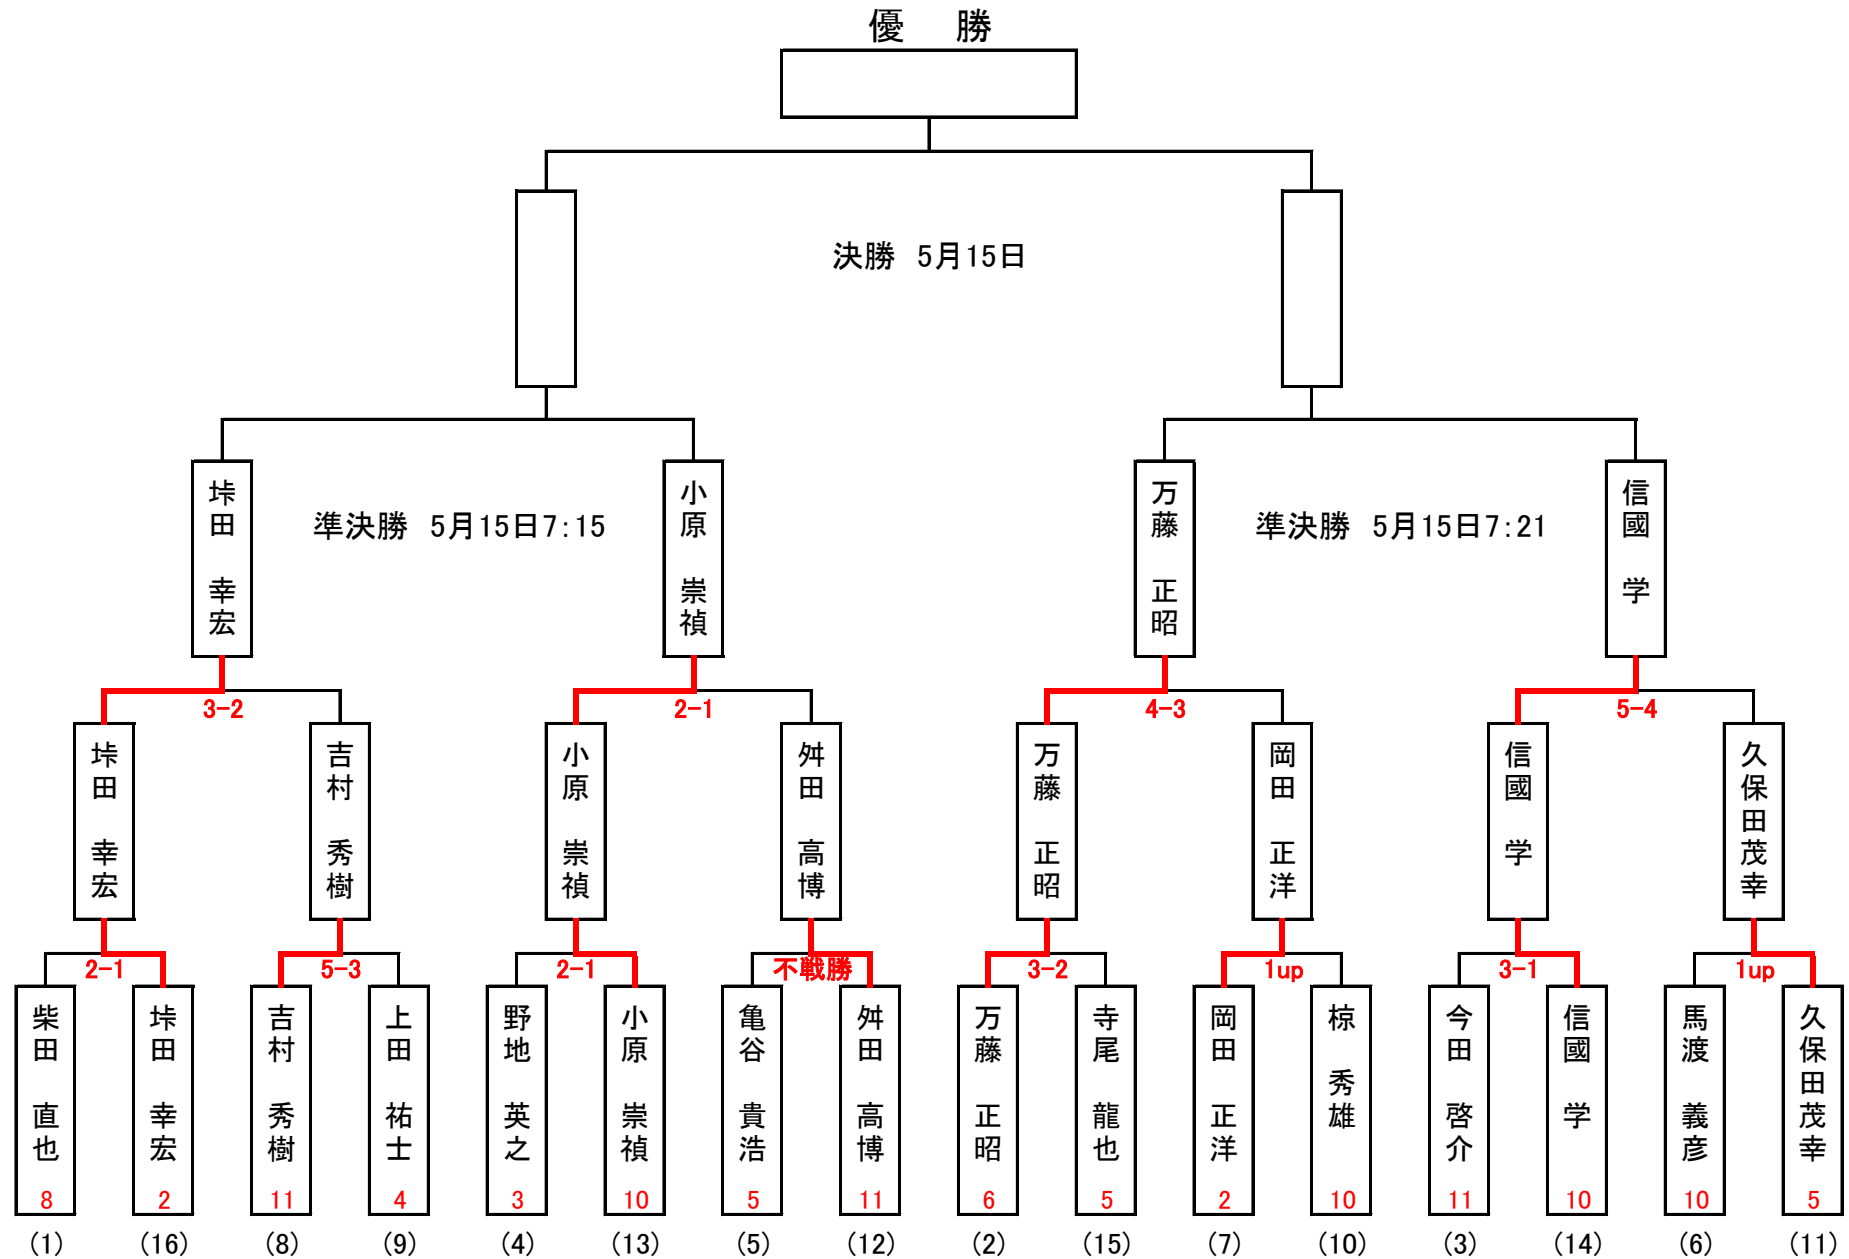 優　勝
決勝　5月15日
垰田　幸宏
準決勝　5月15日7:15
小原　崇禎
万藤　正昭
準決勝　5月15日7:21
信國　学
3-2
2-1
4-3
5-4
垰田　幸宏
吉村　秀樹
小原　崇禎
舛田　高博
万藤　正昭
岡田　正洋
信國　学
久保田茂幸
2-1
5-3
2-1
不戦勝
3-2
1up
3-1
1up
柴田　直也
垰田　幸宏
吉村　秀樹
上田　祐士
野地　英之
小原　崇禎
亀谷　貴浩
舛田　高博
万藤　正昭
寺尾　龍也
岡田　正洋
椋　秀雄
今田　啓介
信國　学
馬渡　義彦
久保田茂幸
8 2 11 4 3 10 5 11 6 5 2 10 11 10 10 5
(1) (16) (8) (9) (4) (13) (5) (12) (2) (15) (7) (10) (3) (14) (6) (11)